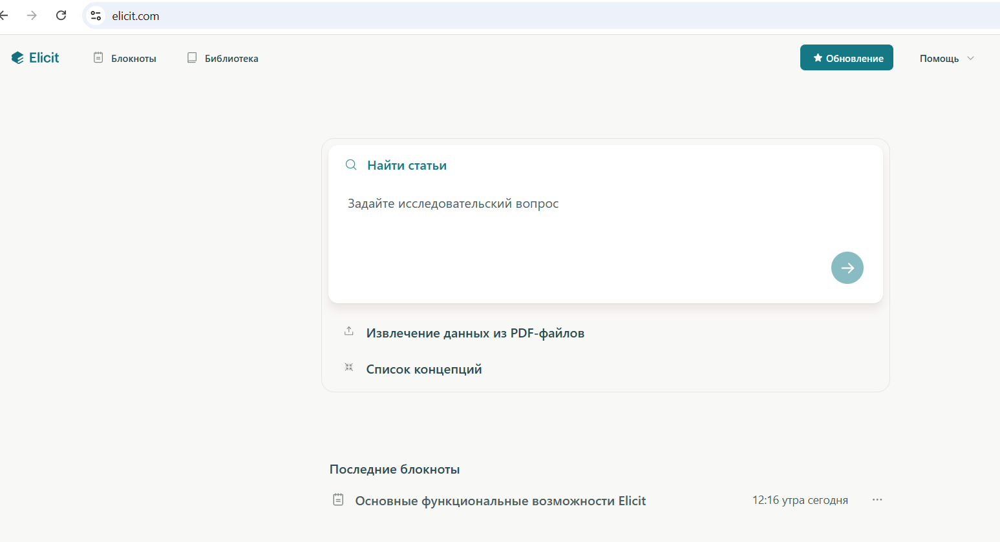 elicit.com
Elicit
Блокноты
Библиотека
Обновление
Помощь
Найти статьи
Задайте исследовательский вопрос
Извлечение данных из PDF-файлов
Список концепций
Последние блокноты
Основные функциональные возможности Elicit
12:16 утра сегодня